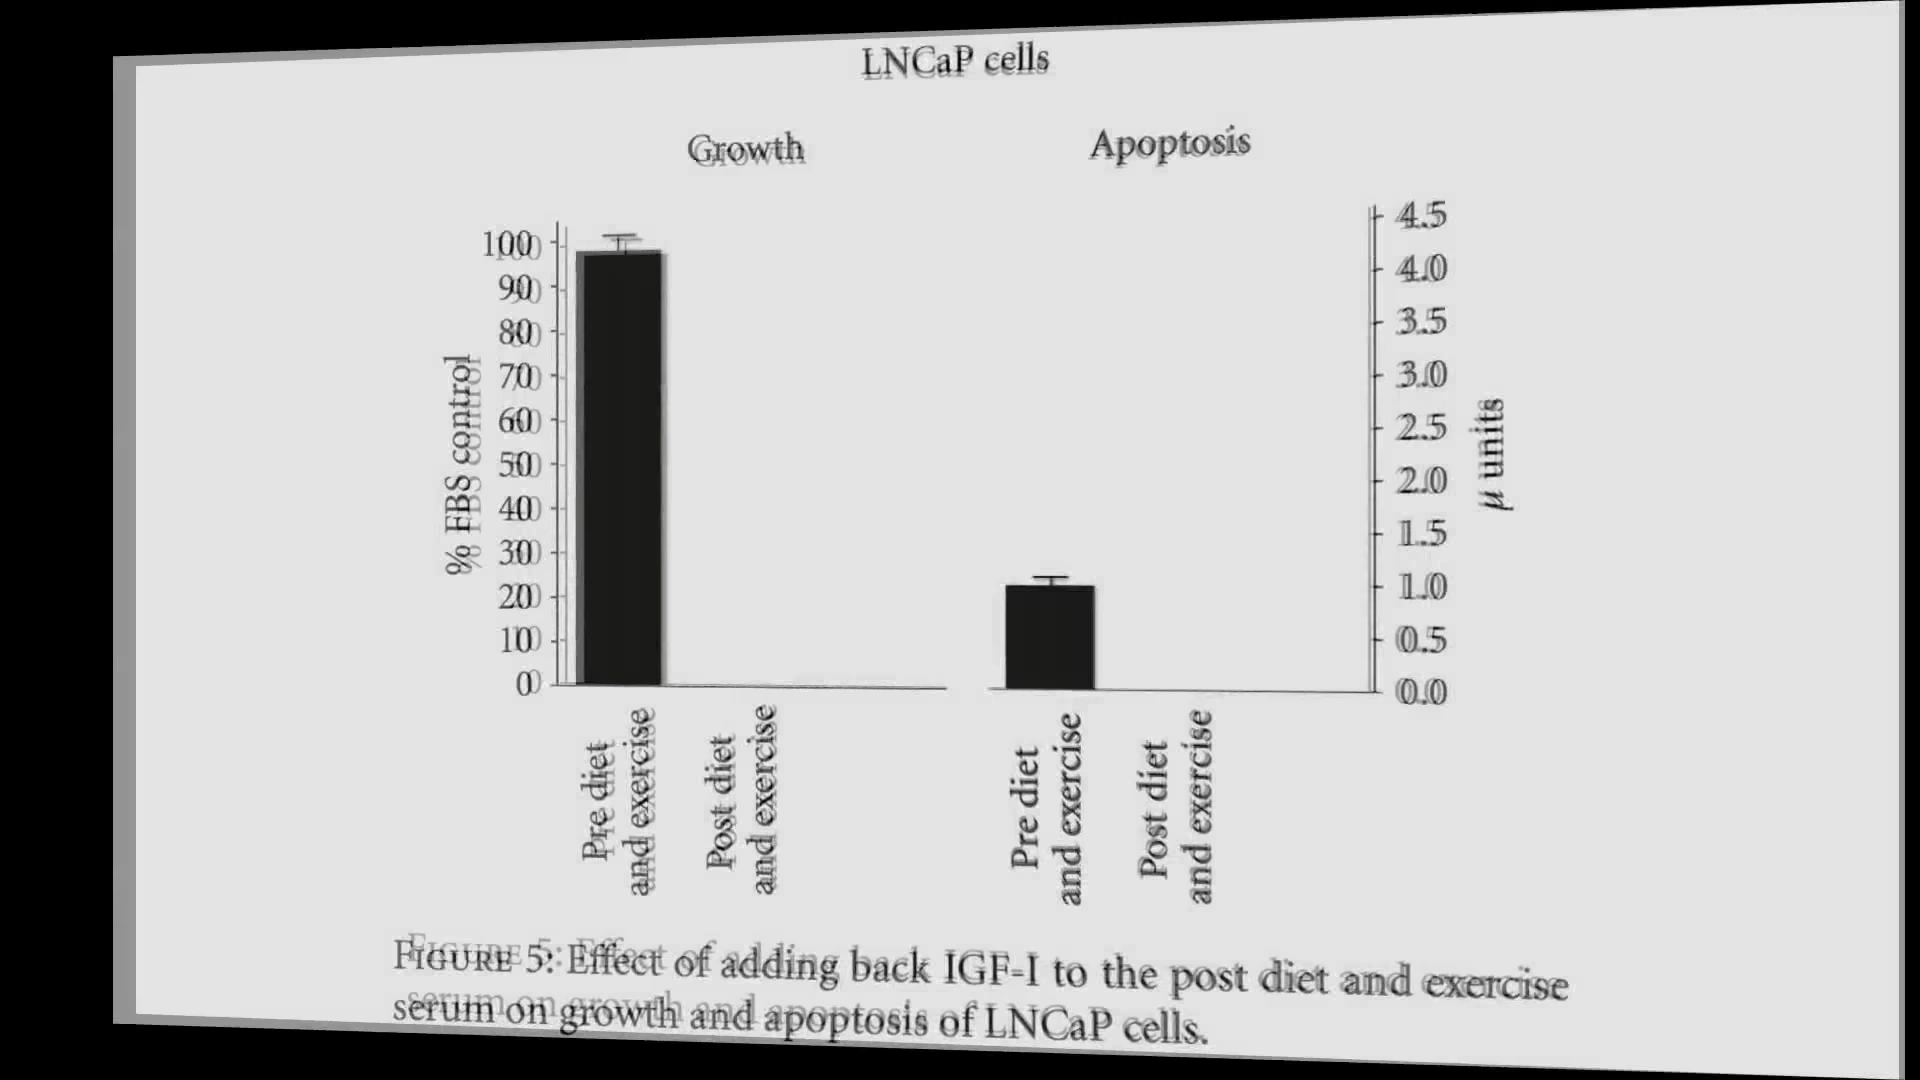 LNCaP cells
Growth
Apoptosis
% FBS control
100
90
80
70
60
50
40
30
20
10
0
4.5
4.0
3.5
3.0
2.5
2.0
1.5
1.0
0.5
0.0
μ units
Pre diet
and exercise
Post diet
and exercise
Pre diet
and exercise
Post diet
and exercise
FIGURE 5: Effect of adding back IGF-I to the post diet and exercise
serum on growth and apoptosis of LNCaP cells.